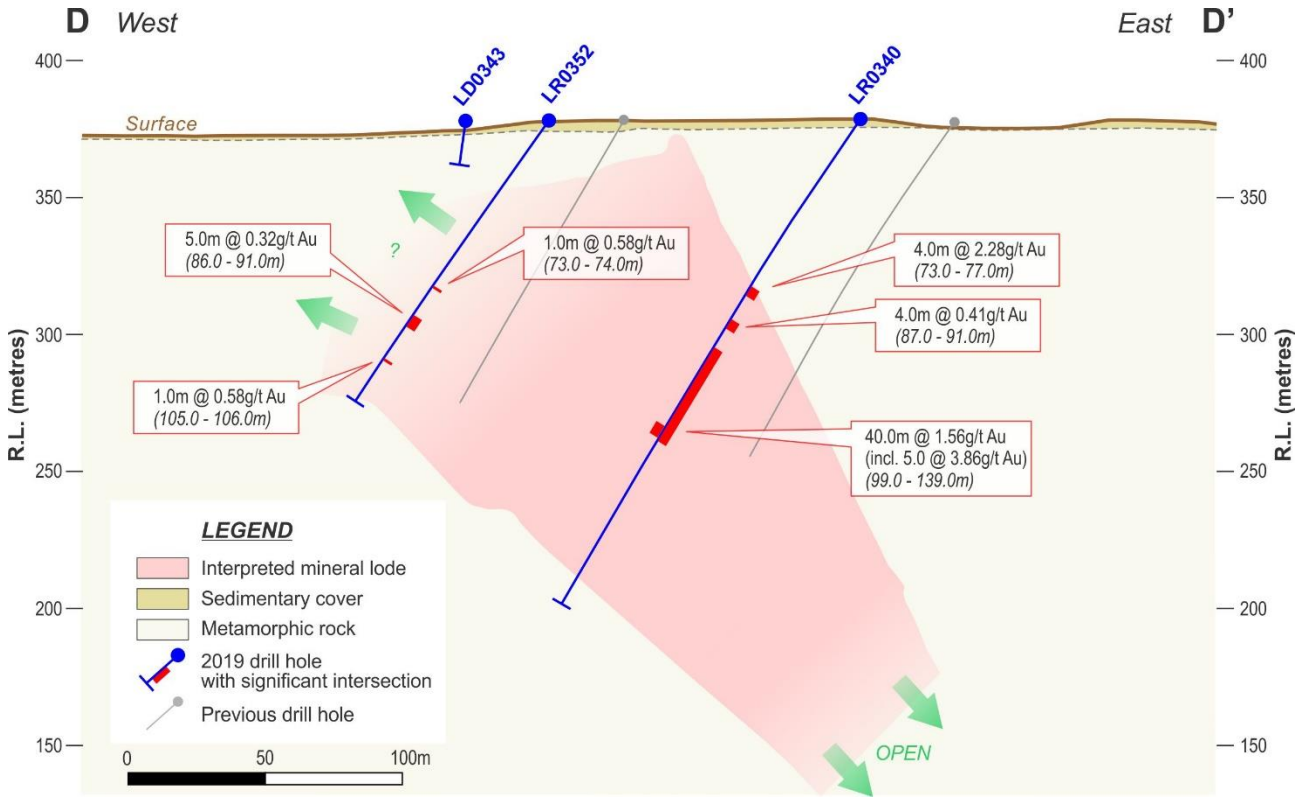 D West
East D'
LD0343
LR0352
LR0340
Surface
R.L. (metres)
400
350
300
250
200
150
400
350
300
250
200
150
R.L. (metres)
5.0m @ 0.32g/t Au
(86.0 - 91.0m)
?
1.0m @ 0.58g/t Au
(73.0 - 74.0m)
1.0m @ 0.58g/t Au
(105.0 - 106.0m)
4.0m @ 2.28g/t Au
(73.0 - 77.0m)
4.0m @ 0.41g/t Au
(87.0 - 91.0m)
40.0m @ 1.56g/t Au
(incl. 5.0 @ 3.86g/t Au)
(99.0 - 139.0m)
OPEN
LEGEND
Interpreted mineral lode
Sedimentary cover
Metamorphic rock
2019 drill hole
with significant intersection
Previous drill hole
0 50 100m